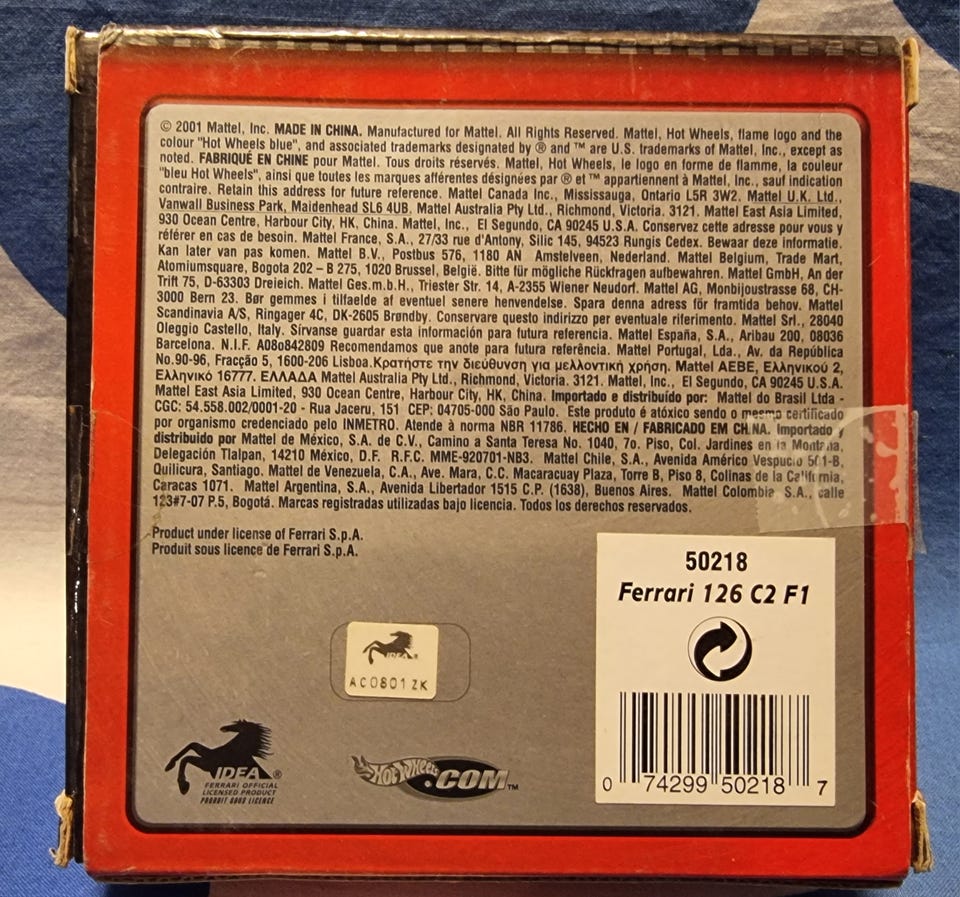 © 2001 Mattel, Inc. MADE IN CHINA. Manufactured for Mattel. All Rights Reserved. Mattel, Hot Wheels, flame logo and the
colour "Hot Wheels blue", and associated trademarks designated by ® and ™ are U.S. trademarks of Mattel, Inc., except as
noted. FABRIQUÉ EN CHINE pour Mattel. Tous droits réservés. Mattel, Hot Wheels, le logo en forme de flamme, la couleur
"bleu Hot Wheels", ainsi que toutes les marques afférentes désignées par ® et ™ appartiennent à Mattel, Inc., sauf indication
contraire. Retain this address for future reference. Mattel Canada Inc., Mississauga, Ontario L5R 3W2. Mattel U.K. Ltd.,
Vanwall Business Park, Maidenhead SL6 4UB. Mattel Australia Pty Ltd., Richmond, Victoria. 3121. Mattel East Asia Limited,
930 Ocean Centre, Harbour City, HK, China. Mattel, Inc., El Segundo, CA 90245 U.S.A. Conservez cette adresse pour vous y
référer en cas de besoin. Mattel France, S.A., 27/33 rue d'Antony, Silic 145, 94523 Rungis Cedex. Bewaar deze informatie.
Kan later van pas komen. Mattel B.V., Postbus 576, 1180 AN Amstelveen, Nederland. Mattel Belgium, Trade Mart,
Atomiumsquare, Bogota 202 – B 275, 1020 Brussel, België. Bitte für mögliche Rückfragen aufbewahren. Mattel GmbH, An der
Trift 75, D-63303 Dreieich. Mattel Ges.m.b.H., Triester Str. 14, A-2355 Wiener Neudorf. Mattel AG, Monbijoustrasse 68, CH-
3000 Bern 23. Bør gemmes i tilfaelde af eventuel senere henvendelse. Spara denna adress för framtida behov. Mattel
Scandinavia A/S, Ringager 4C, DK-2605 Brøndby. Conservare questo indirizzo per eventuale riferimento. Mattel Srl., 28040
Oleggio Castello, Italy. Sírvanse guardar esta información para futura referencia. Mattel España, S.A., Aribau 200, 08036
Barcelona. N.I.F. A08o842809 Recomendamos que anote para futura referência. Mattel Portugal, Lda., Av. da República
No.90-96, Fracção 5, 1600-206 Lisboa.Κρατήστε την διεύθυνση για μελλοντική χρήση. Mattel AEBE, Ελληνικού 2,
Ελληνικό 16777. ΕΛΛΑΔΑ Mattel Australia Pty Ltd., Richmond, Victoria. 3121. Mattel, Inc., El Segundo, CA 90245 U.S.A.
Mattel East Asia Limited, 930 Ocean Centre, Harbour City, HK, China. Importado e distribuído por: Mattel do Brasil Ltda -
CGC: 54.558.002/0001-20 - Rua Jaceru, 151 CEP: 04705-000 São Paulo. Este produto é atóxico sendo o mesmo certificado
por organismo credenciado pelo INMETRO. Atende à norma NBR 11786. HECHO EN / FABRICADO EM CHINA. Importado y
distribuido por Mattel de México, S.A. de C.V., Camino a Santa Teresa No. 1040, 7o. Piso, Col. Jardines en la Montaña,
Delegación Tlalpan, 14210 México, D.F. R.F.C. MME-920701-NB3. Mattel Chile, S.A., Avenida Américo Vespucio 501-B,
Quilicura, Santiago. Mattel de Venezuela, C.A., Ave. Mara, C.C. Macaracuay Plaza, Torre B, Piso 8, Colinas de la California,
Caracas 1071. Mattel Argentina, S.A., Avenida Libertador 1515 C.P. (1638), Buenos Aires. Mattel Colombia S.A., calle
123#7-07 P.5, Bogotá. Marcas registradas utilizadas bajo licencia. Todos los derechos reservados.
Product under license of Ferrari S.p.A.
Produit sous licence de Ferrari S.p.A.
50218
Ferrari 126 C2 F1
IDEA®
AC0801ZK
IDEA®
FERRARI OFFICIAL
LICENSED PRODUCT
PRODUIT SOUS LICENCE
Hot Wheels.COM™
0 74299 50218 7